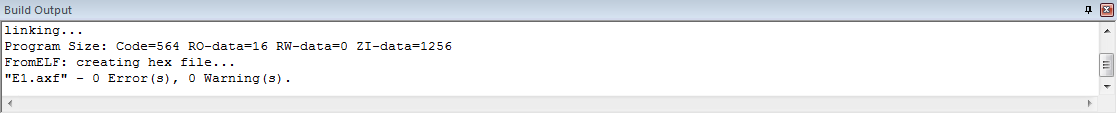 Build Output
linking...
Program Size: Code=564 RO-data=16 RW-data=0 ZI-data=1256
FromELF: creating hex file...
"E1.axf" - 0 Error(s), 0 Warning(s).